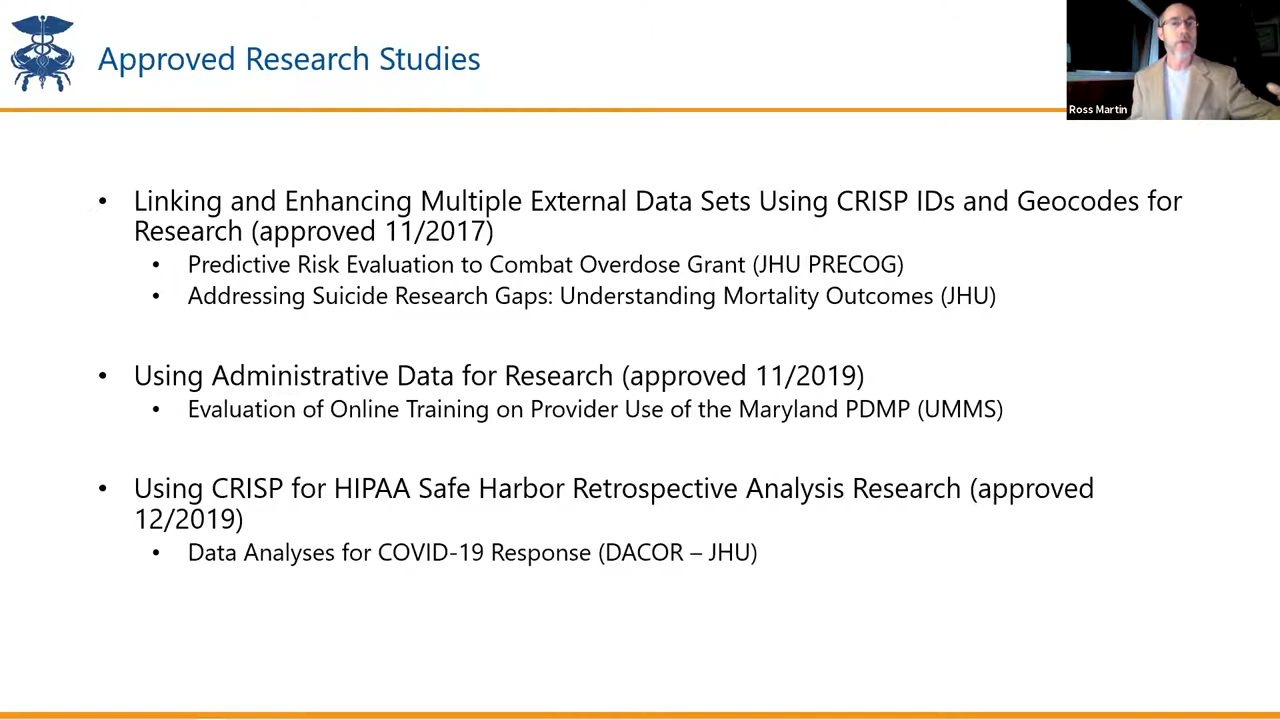 Approved Research Studies
Ross Martin
• Linking and Enhancing Multiple External Data Sets Using CRISP IDs and Geocodes for
Research (approved 11/2017)
• Predictive Risk Evaluation to Combat Overdose Grant (JHU PRECOG)
• Addressing Suicide Research Gaps: Understanding Mortality Outcomes (JHU)
• Using Administrative Data for Research (approved 11/2019)
• Evaluation of Online Training on Provider Use of the Maryland PDMP (UMMS)
• Using CRISP for HIPAA Safe Harbor Retrospective Analysis Research (approved
12/2019)
• Data Analyses for COVID-19 Response (DACOR – JHU)